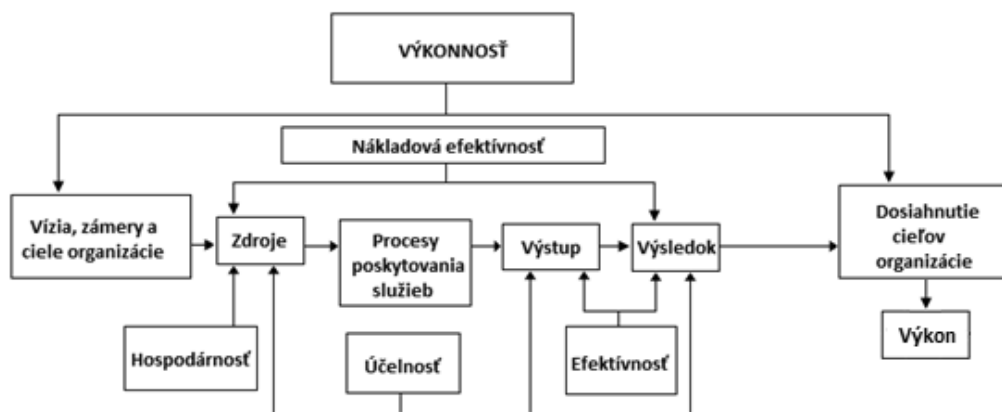 VÝKONNOSŤ
Nákladová efektívnosť
Vízia, zámery a
ciele organizácie
Zdroje
Procesy
poskytovania
služieb
Výstup
Výsledok
Dosiahnutie
cieľov
organizácie
Hospodárnosť
Účelnosť
Efektívnosť
Výkon